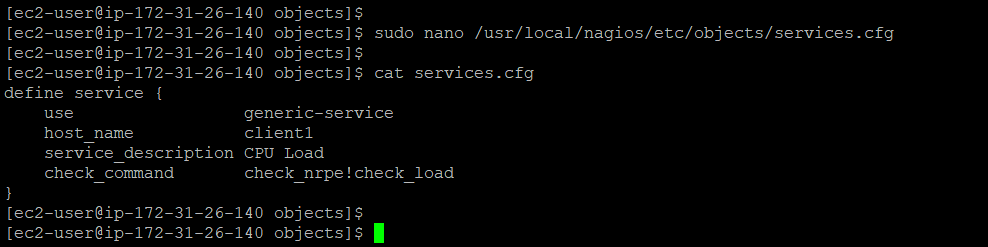 [ec2-user@ip-172-31-26-140 objects]$
[ec2-user@ip-172-31-26-140 objects]$ sudo nano /usr/local/nagios/etc/objects/services.cfg
[ec2-user@ip-172-31-26-140 objects]$
[ec2-user@ip-172-31-26-140 objects]$ cat services.cfg
define service {
    use                 generic-service
    host_name           client1
    service_description CPU Load
    check_command       check_nrpe!check_load
}
[ec2-user@ip-172-31-26-140 objects]$
[ec2-user@ip-172-31-26-140 objects]$